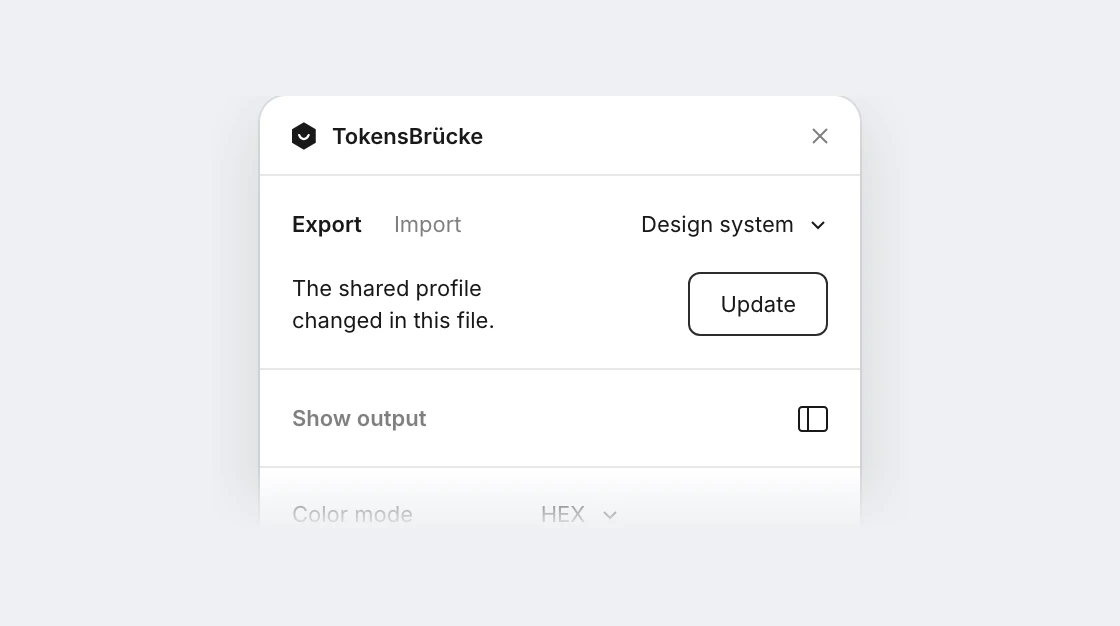 TokensBrücke
Export Import Design system
The shared profile
changed in this file.
Update
Show output
Color mode HEX